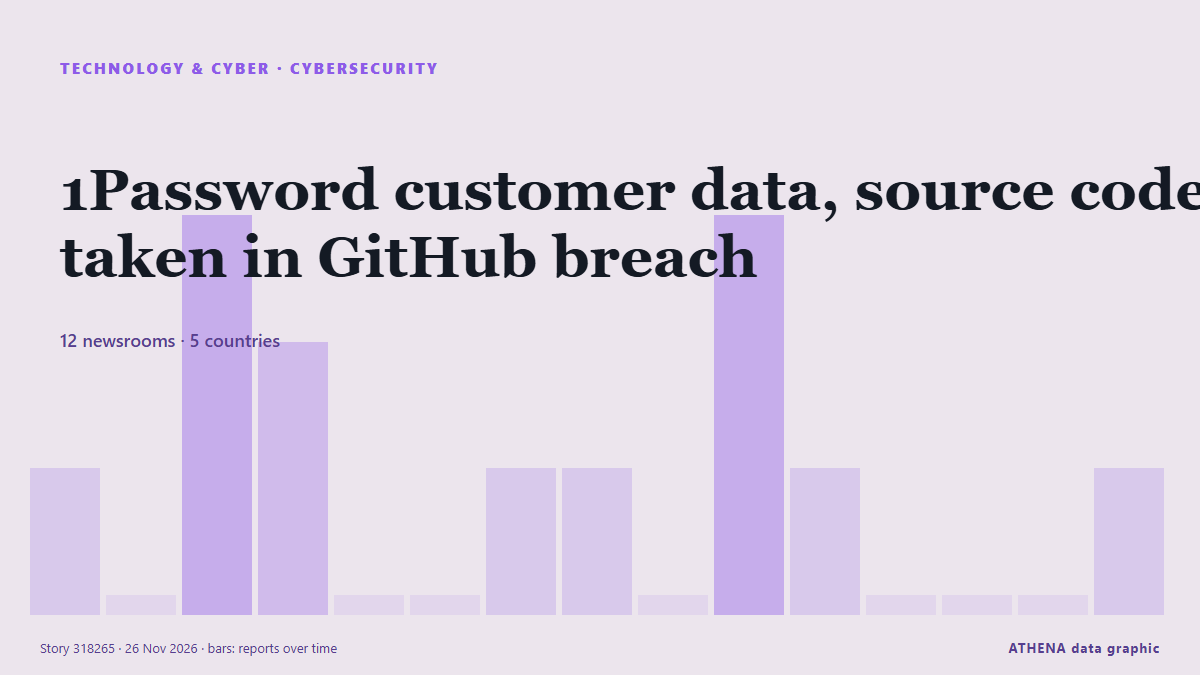 TECHNOLOGY & CYBER · CYBERSECURITY
1Password customer data, source code
taken in GitHub breach
12 newsrooms · 5 countries
Story 318265 · 26 Nov 2026 · bars: reports over time
ATHENA data graphic